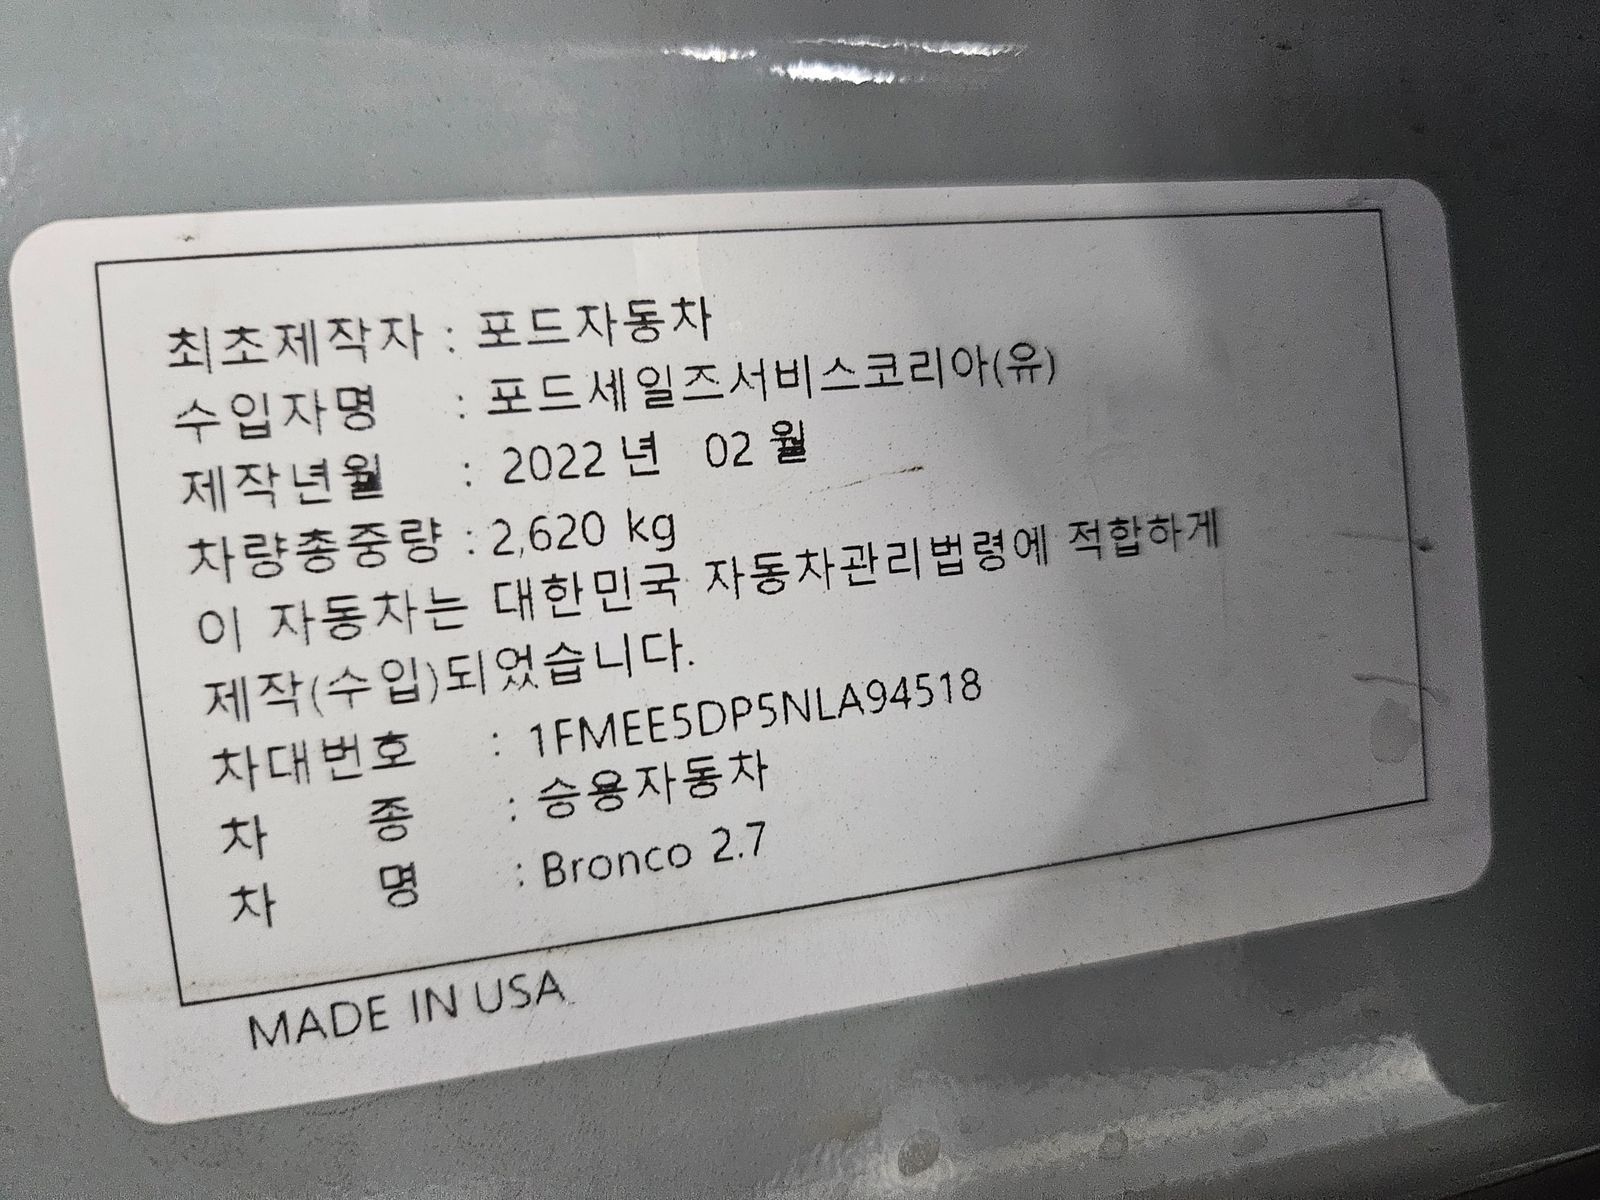 최초제작자 : 포드자동차
수입자명 : 포드세일즈서비스코리아(유)
제작년월 : 2022 년 02 월
차량총중량 : 2,620 kg
이 자동차는 대한민국 자동차관리법령에 적합하게
제작(수입)되었습니다.
차대번호 : 1FMEE5DP5NLA94518
차 종 : 승용자동차
차 명 : Bronco 2.7
MADE IN USA